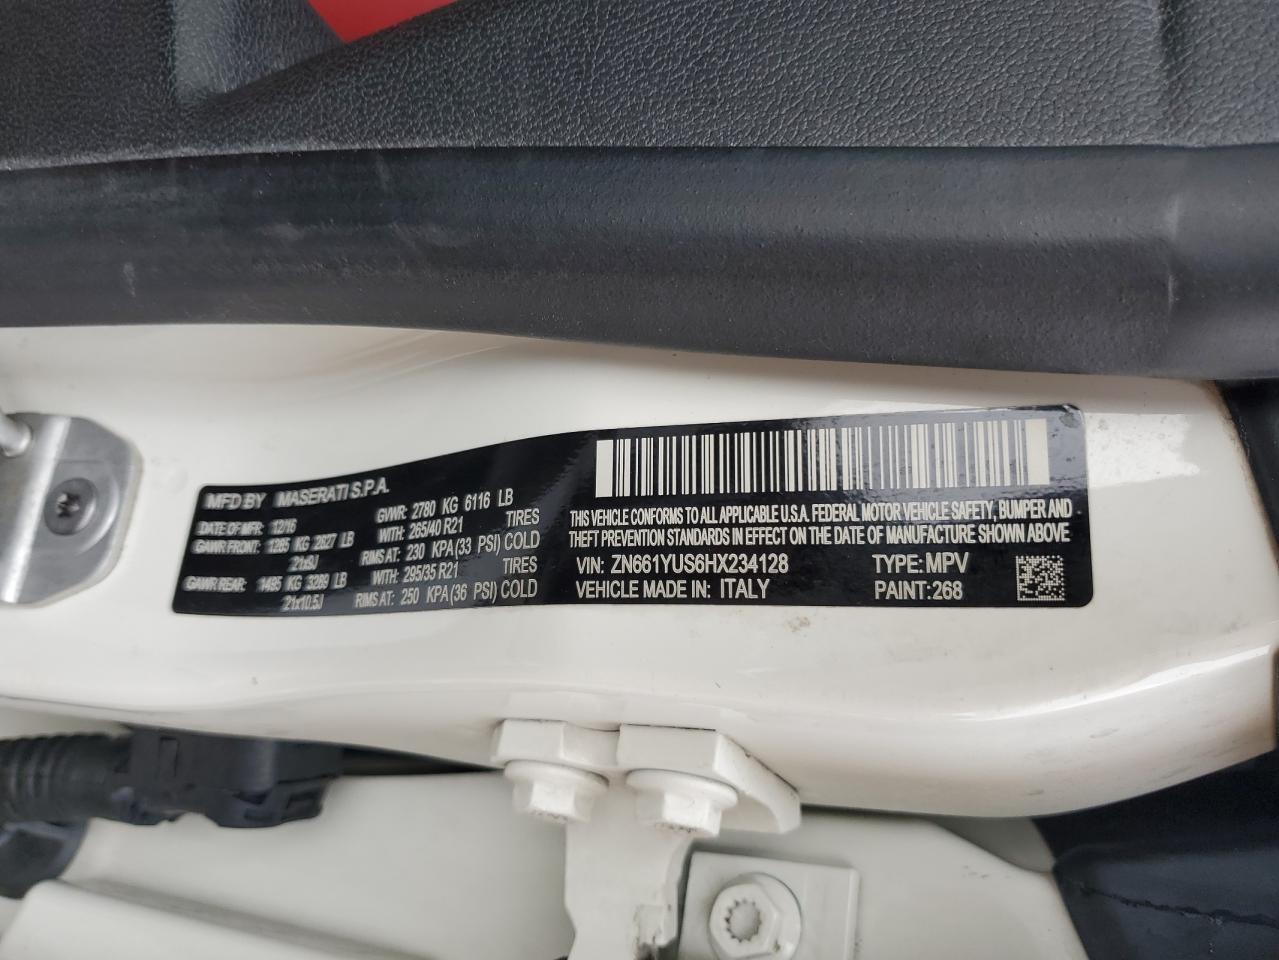 MFD BY MASERATI S.P.A.
DATE OF MFR: 12/16 GVWR: 2780 KG 6116 LB
GAWR FRONT: 1285 KG 2827 LB WITH: 265/40 R21 TIRES
21x9J RIMS AT: 230 KPA (33 PSI) COLD
GAWR REAR: 1495 KG 3289 LB WITH: 295/35 R21 TIRES
21x10.5J RIMS AT: 250 KPA (36 PSI) COLD
THIS VEHICLE CONFORMS TO ALL APPLICABLE U.S.A. FEDERAL MOTOR VEHICLE SAFETY, BUMPER AND
THEFT PREVENTION STANDARDS IN EFFECT ON THE DATE OF MANUFACTURE SHOWN ABOVE
VIN: ZN661YUS6HX234128 TYPE: MPV
VEHICLE MADE IN: ITALY PAINT: 268